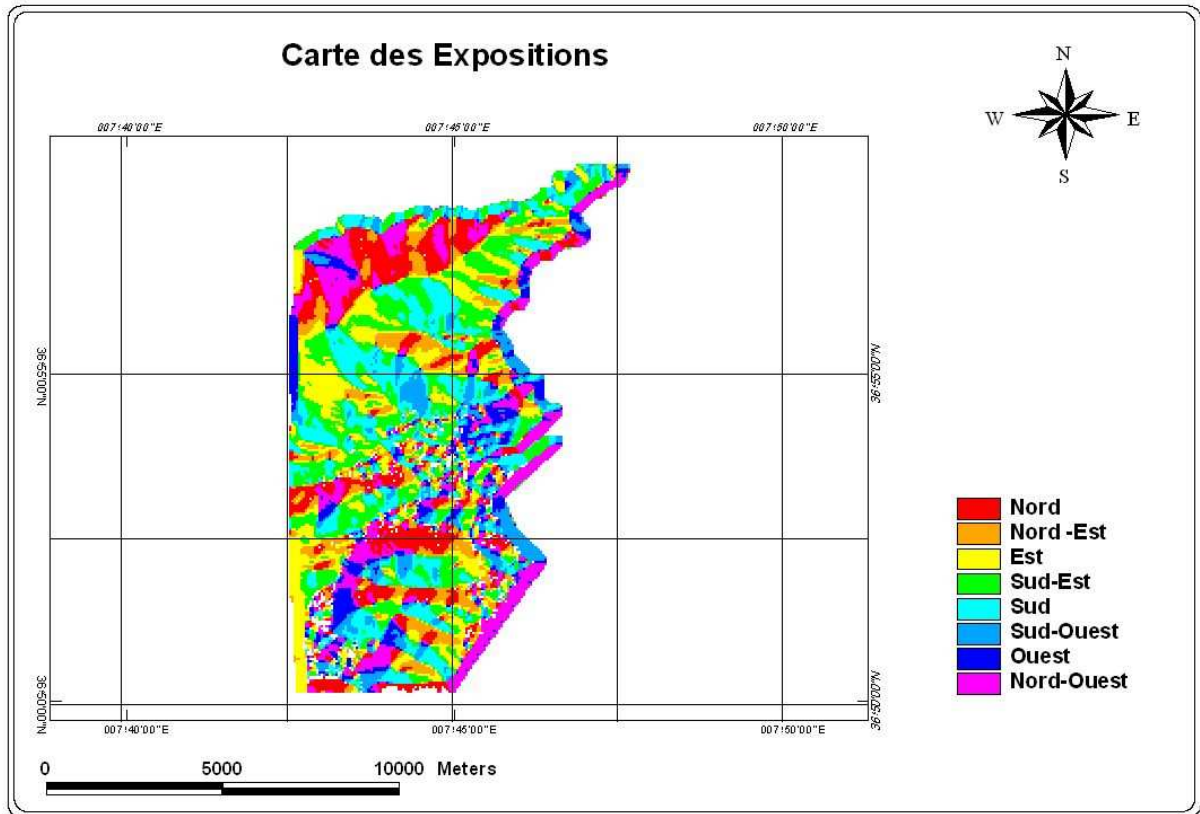 Carte des Expositions
N
W
E
S
007°40'00"E
007°45'00"E
007°50'00"E
36°55'00"N
36°55'00"N
Nord
Nord -Est
Est
Sud-Est
Sud
Sud-Ouest
Ouest
Nord-Ouest
36°50'00"N
36°50'00"N
007°40'00"E
007°45'00"E
007°50'00"E
0
5000
10000 Meters